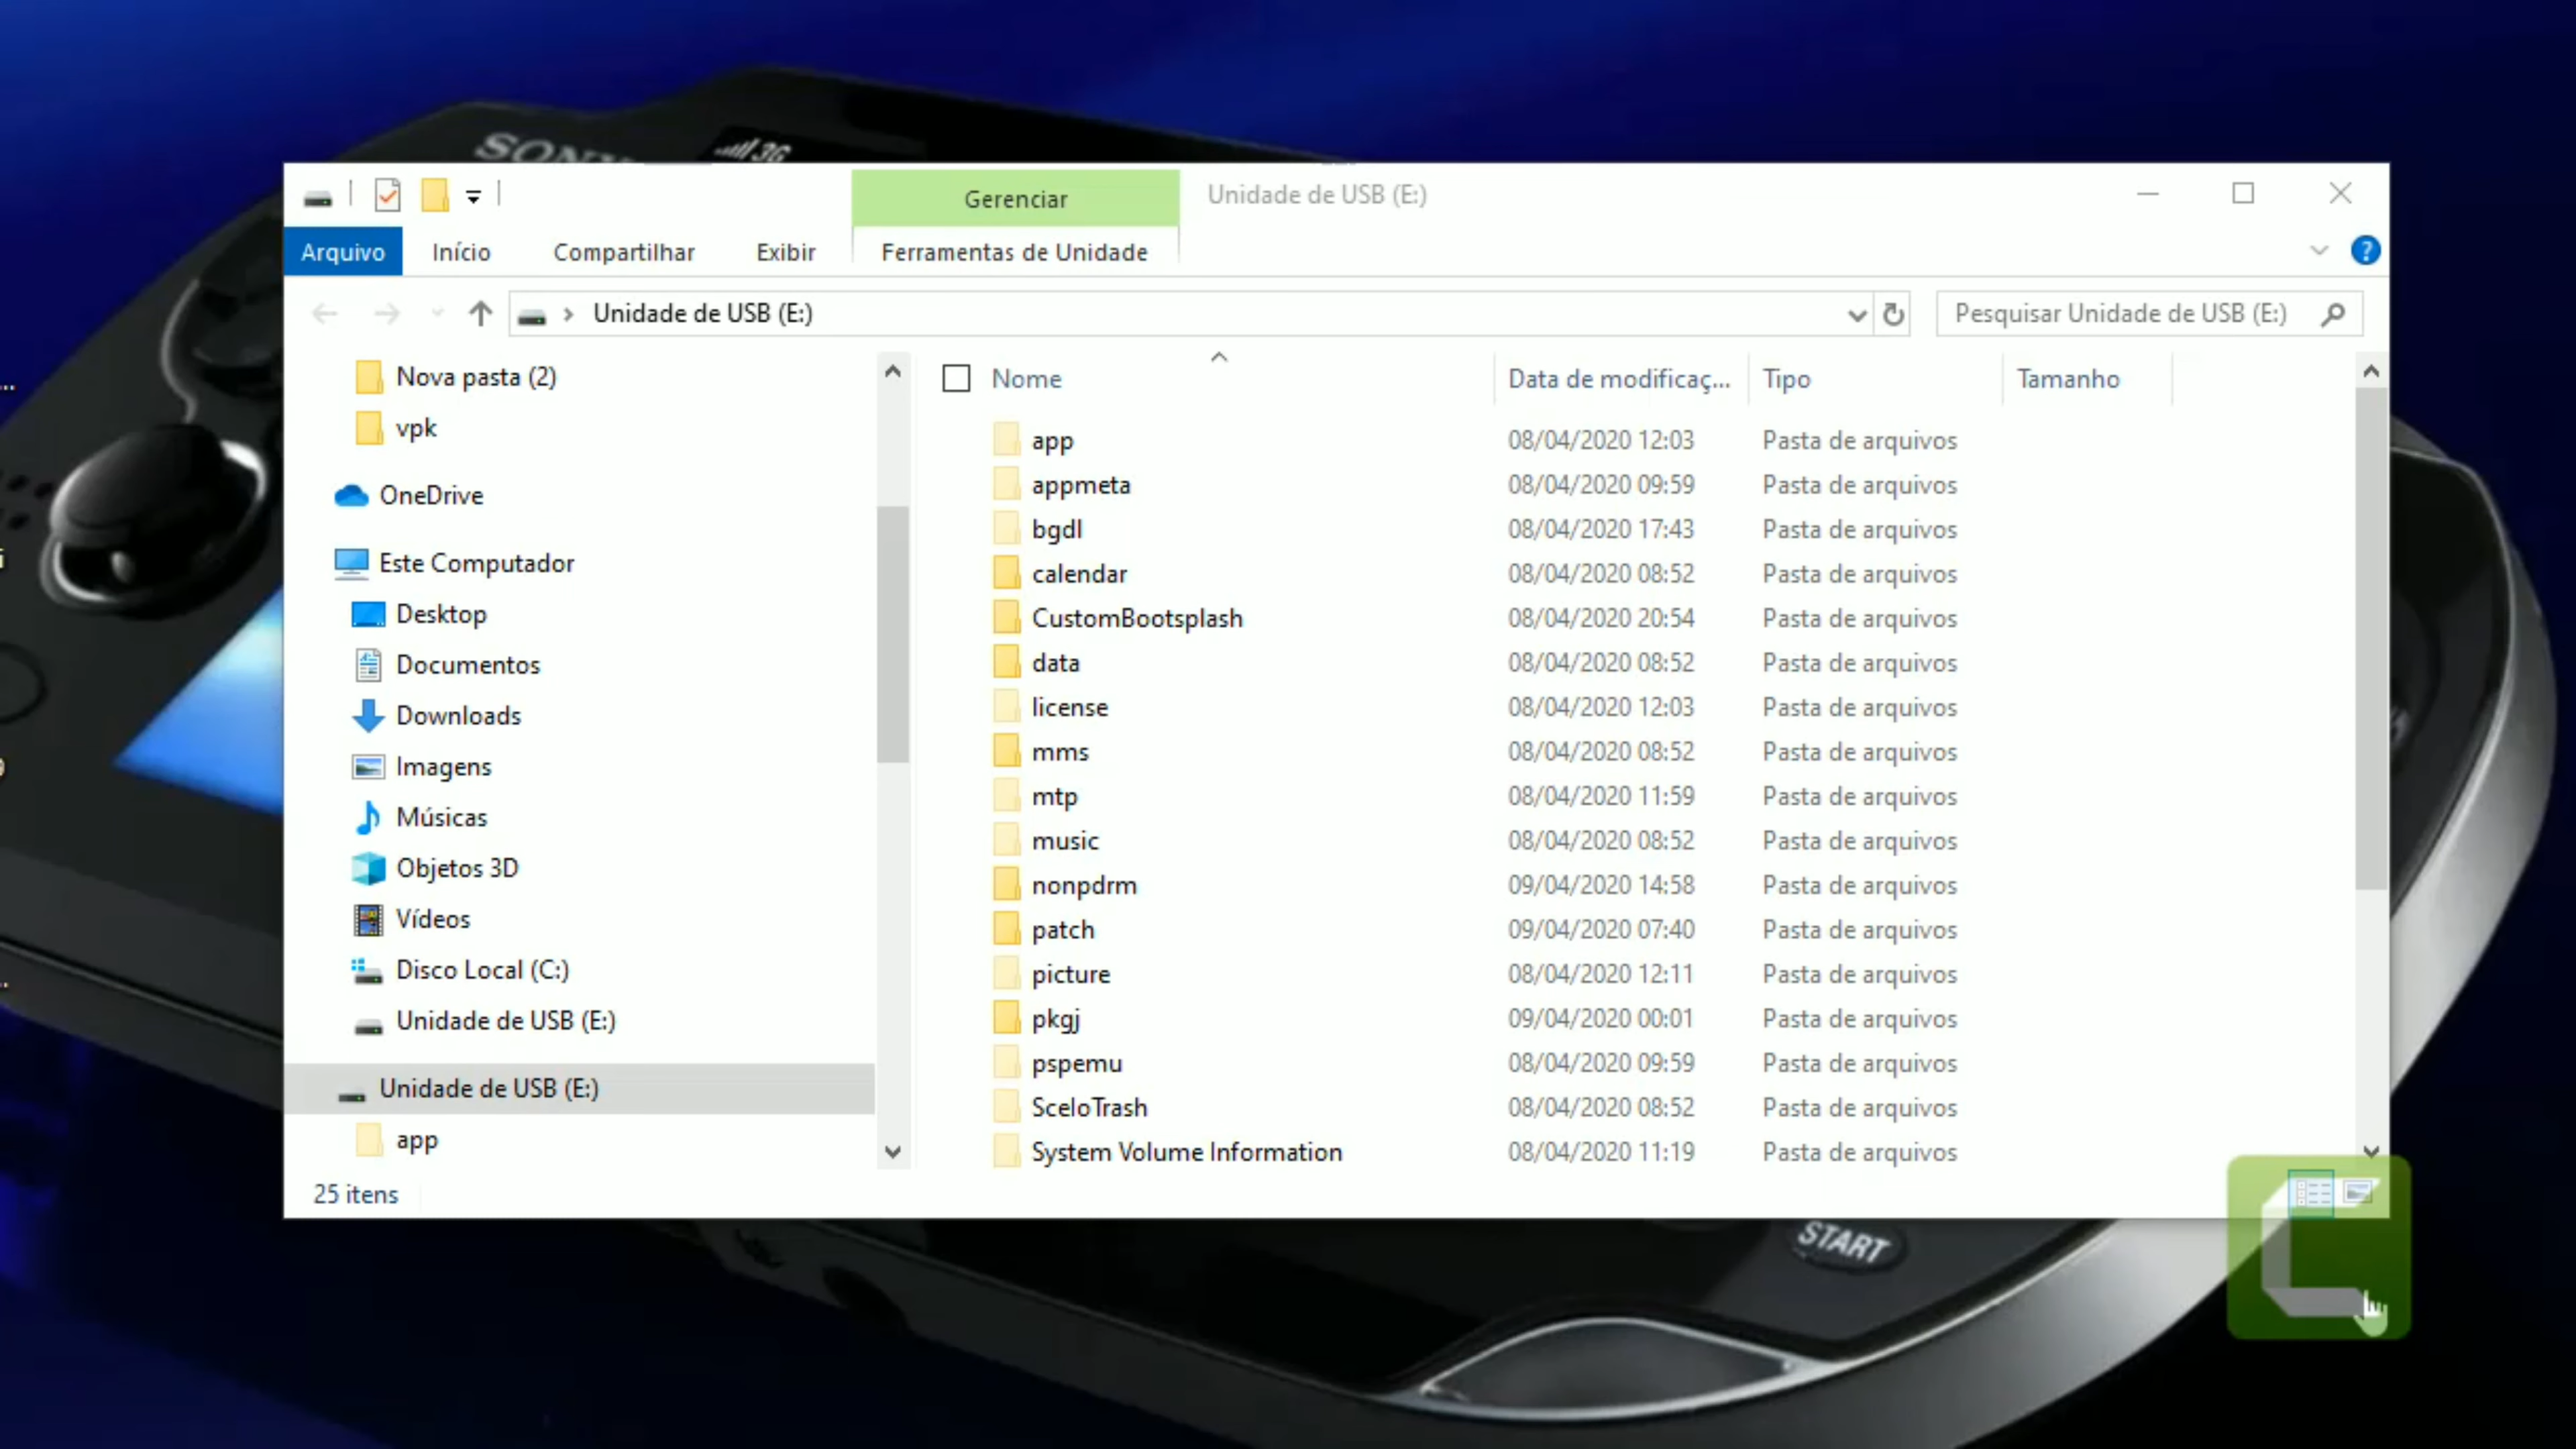 SONY
3G
Gerenciar
Unidade de USB (E:)
Arquivo
Início
Compartilhar
Exibir
Ferramentas de Unidade
Unidade de USB (E:)
Pesquisar Unidade de USB (E:)
Nova pasta (2)
vpk
OneDrive
Este Computador
Desktop
Documentos
Downloads
Imagens
Músicas
Objetos 3D
Vídeos
Disco Local (C:)
Unidade de USB (E:)
Unidade de USB (E:)
app
Nome Data de modificaç... Tipo Tamanho
app 08/04/2020 12:03 Pasta de arquivos
appmeta 08/04/2020 09:59 Pasta de arquivos
bgdl 08/04/2020 17:43 Pasta de arquivos
calendar 08/04/2020 08:52 Pasta de arquivos
CustomBootsplash 08/04/2020 20:54 Pasta de arquivos
data 08/04/2020 08:52 Pasta de arquivos
license 08/04/2020 12:03 Pasta de arquivos
mms 08/04/2020 08:52 Pasta de arquivos
mtp 08/04/2020 11:59 Pasta de arquivos
music 08/04/2020 08:52 Pasta de arquivos
nonpdrm 09/04/2020 14:58 Pasta de arquivos
patch 09/04/2020 07:40 Pasta de arquivos
picture 08/04/2020 12:11 Pasta de arquivos
pkgj 09/04/2020 00:01 Pasta de arquivos
pspemu 08/04/2020 09:59 Pasta de arquivos
SceIoTrash 08/04/2020 08:52 Pasta de arquivos
System Volume Information 08/04/2020 11:19 Pasta de arquivos
25 itens
START